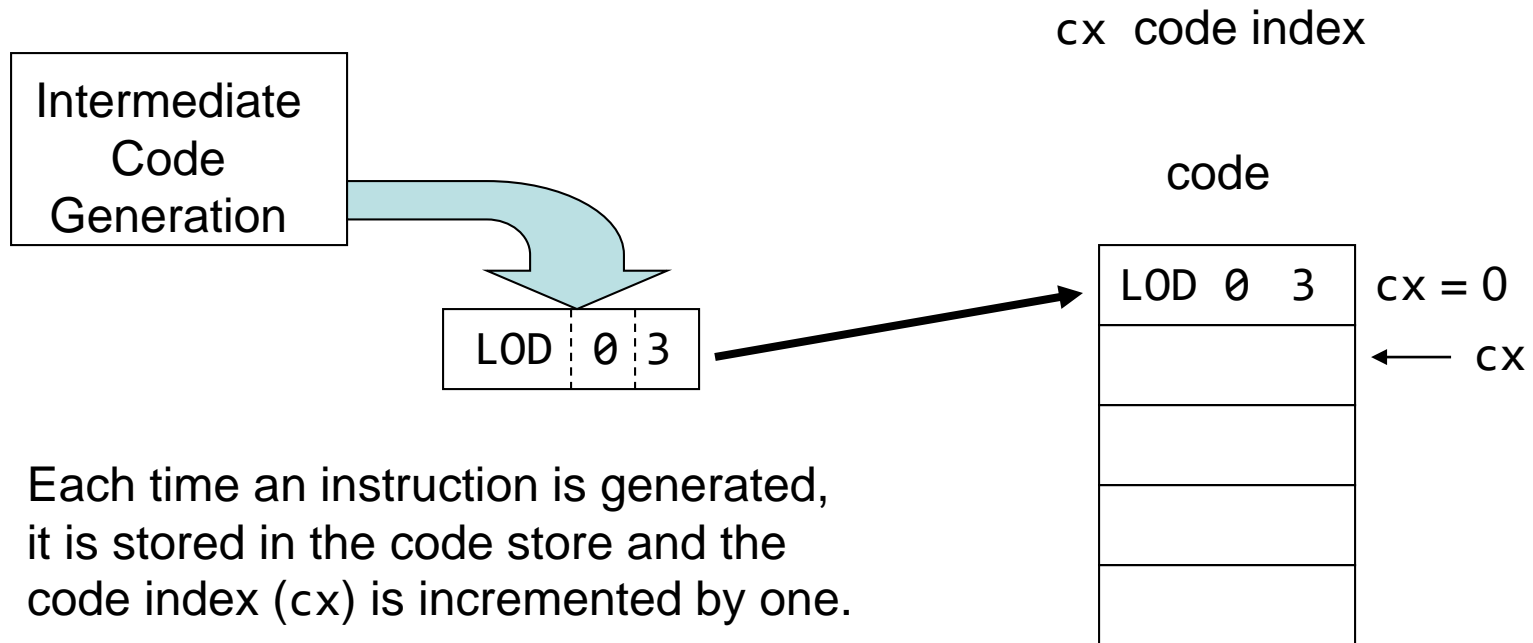 cx code index
Intermediate
Code
Generation
code
LOD 0 3
LOD 0 3 cx = 0
cx
Each time an instruction is generated,
it is stored in the code store and the
code index (cx) is incremented by one.